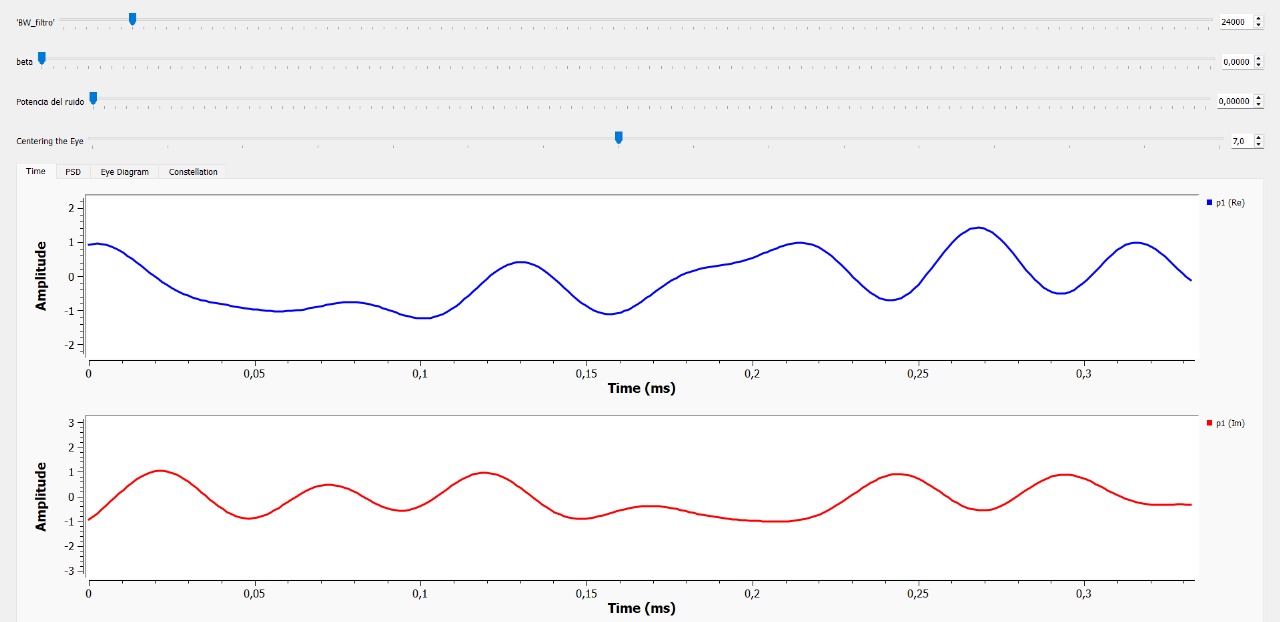 'BW_filtro' 24000
beta 0,0000
Potencia del ruido 0,00000
Centering the Eye 7,0
Time PSD Eye Diagram Constellation
2
1
0
-1
-2
Amplitude
p1 (Re)
0 0,05 0,1 0,15 0,2 0,25 0,3
Time (ms)
3
2
1
0
-1
-2
-3
Amplitude
p1 (Im)
0 0,05 0,1 0,15 0,2 0,25 0,3
Time (ms)